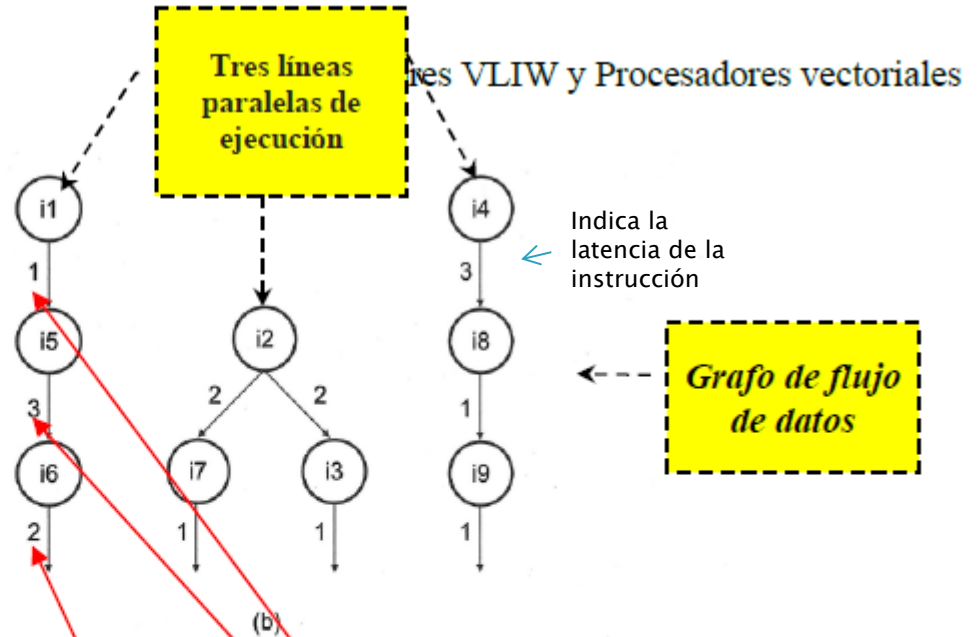 Tres líneas
paralelas de
ejecución
res VLIW y Procesadores vectoriales
i1
i4
Indica la
latencia de la
instrucción
1
3
i5
i2
i8
Grafo de flujo
de datos
3
2
2
1
i6
i7
i3
i9
2
1
1
1
(b)